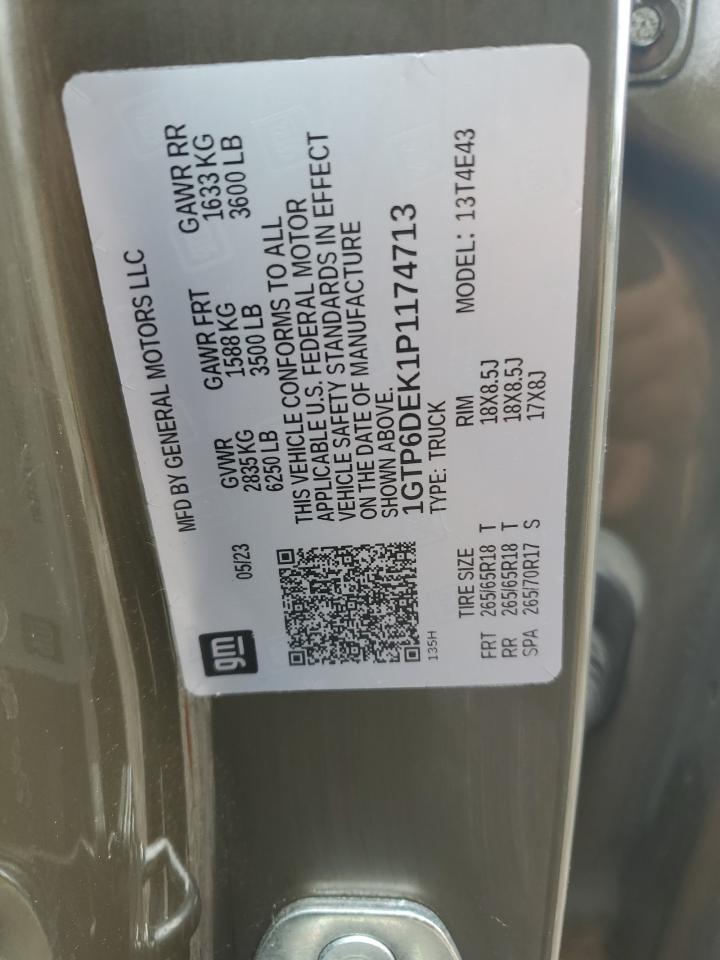 gm
MFD BY GENERAL MOTORS LLC
05/23
GVWR GAWR FRT GAWR RR
2835 KG 1588 KG 1633 KG
6250 LB 3500 LB 3600 LB
THIS VEHICLE CONFORMS TO ALL
APPLICABLE U.S. FEDERAL MOTOR
VEHICLE SAFETY STANDARDS IN EFFECT
ON THE DATE OF MANUFACTURE
SHOWN ABOVE.
1GTP6DEK1P1174713
TYPE: TRUCK MODEL: 13T4E43
135H
TIRE SIZE RIM
FRT 265/65R18 T 18X8.5J
RR 265/65R18 T 18X8.5J
SPA 265/70R17 S 17X8J